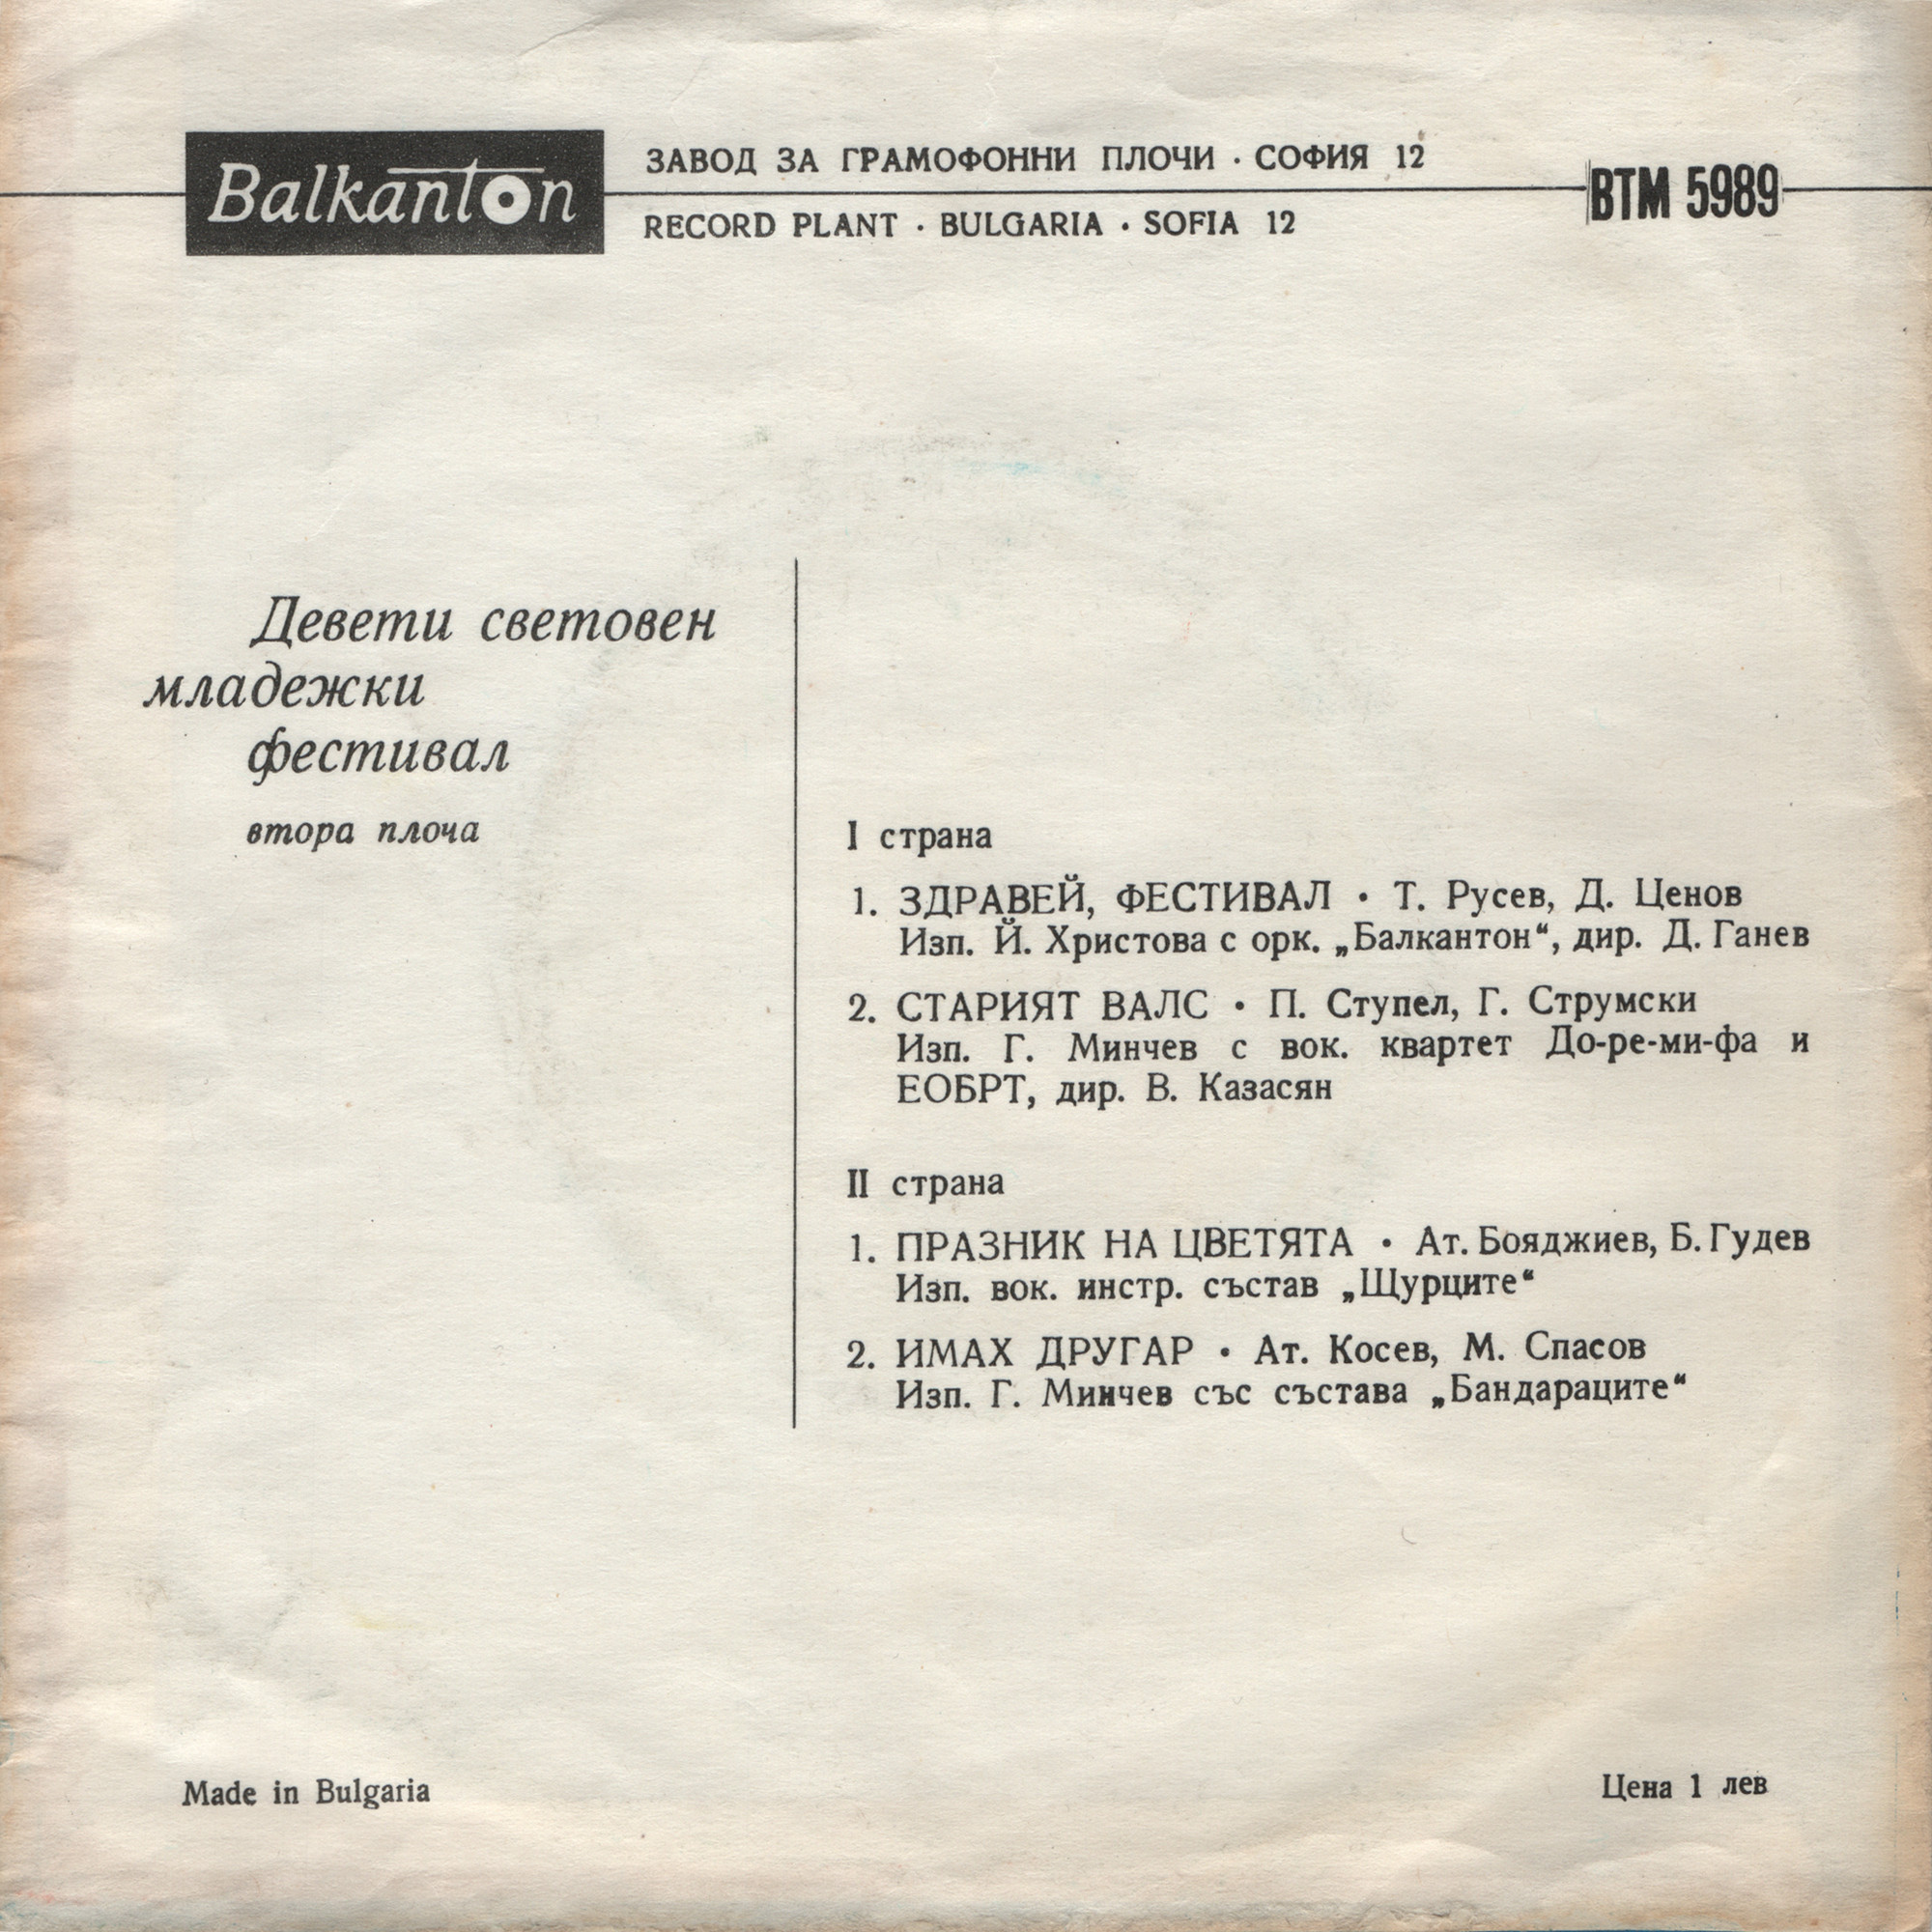 Balkanton
ЗАВОД ЗА ГРАМОФОННИ ПЛОЧИ · СОФИЯ 12
RECORD PLANT · BULGARIA · SOFIA 12
ВТМ 5989
Девети световен
младежки
фестивал
втора плоча
I страна
1. ЗДРАВЕЙ, ФЕСТИВАЛ • Т. Русев, Д. Ценов
Изп. Й. Христова с орк. „Балкантон“, дир. Д. Ганев
2. СТАРИЯТ ВАЛС • П. Ступел, Г. Струмски
Изп. Г. Минчев с вок. квартет До-ре-ми-фа и
ЕОБРТ, дир. В. Казасян
II страна
1. ПРАЗНИК НА ЦВЕТЯТА • Ат. Бояджиев, Б. Гудев
Изп. вок. инстр. състав „Щурците“
2. ИМАХ ДРУГАР • Ат. Косев, М. Спасов
Изп. Г. Минчев със състава „Бандараците“
Made in Bulgaria
Цена 1 лев